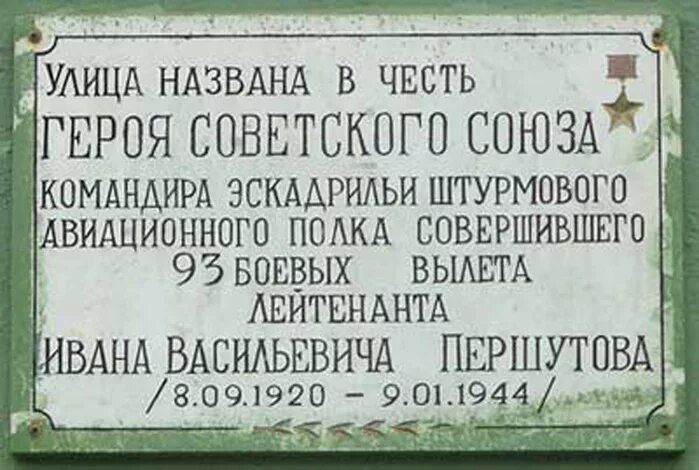 Улица названа в честь
ГЕРОЯ СОВЕТСКОГО СОЮЗА
КОМАНДИРА ЭСКАДРИЛЬИ ШТУРМОВОГО
АВИАЦИОННОГО ПОЛКА СОВЕРШИВШЕГО
93 БОЕВЫХ ВЫЛЕТА
ЛЕЙТЕНАНТА
ИВАНА ВАСИЛЬЕВИЧА ПЕРШУТОВА
/8.09.1920 – 9.01.1944/